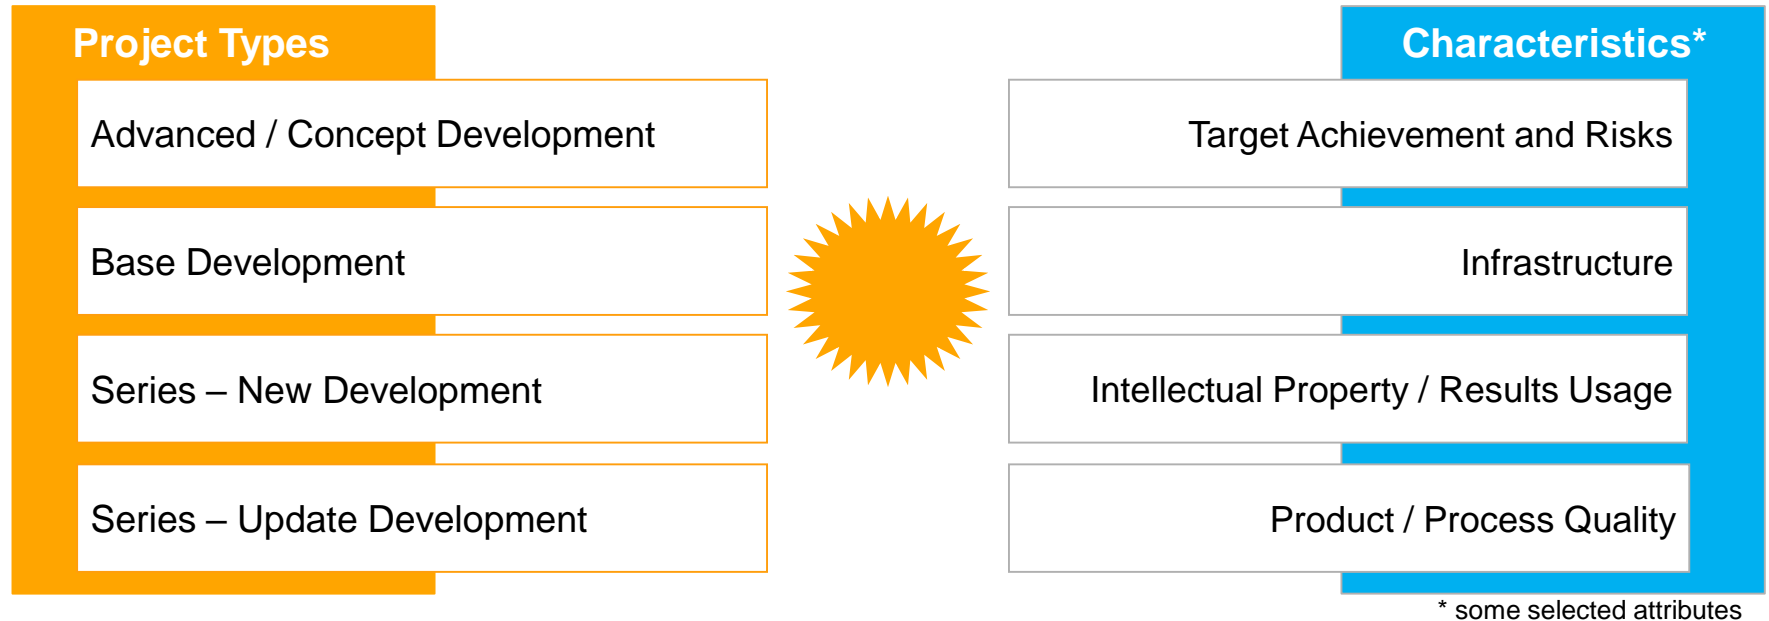 Project Types
Advanced / Concept Development
Base Development
Series – New Development
Series – Update Development
Characteristics*
Target Achievement and Risks
Infrastructure
Intellectual Property / Results Usage
Product / Process Quality
* some selected attributes